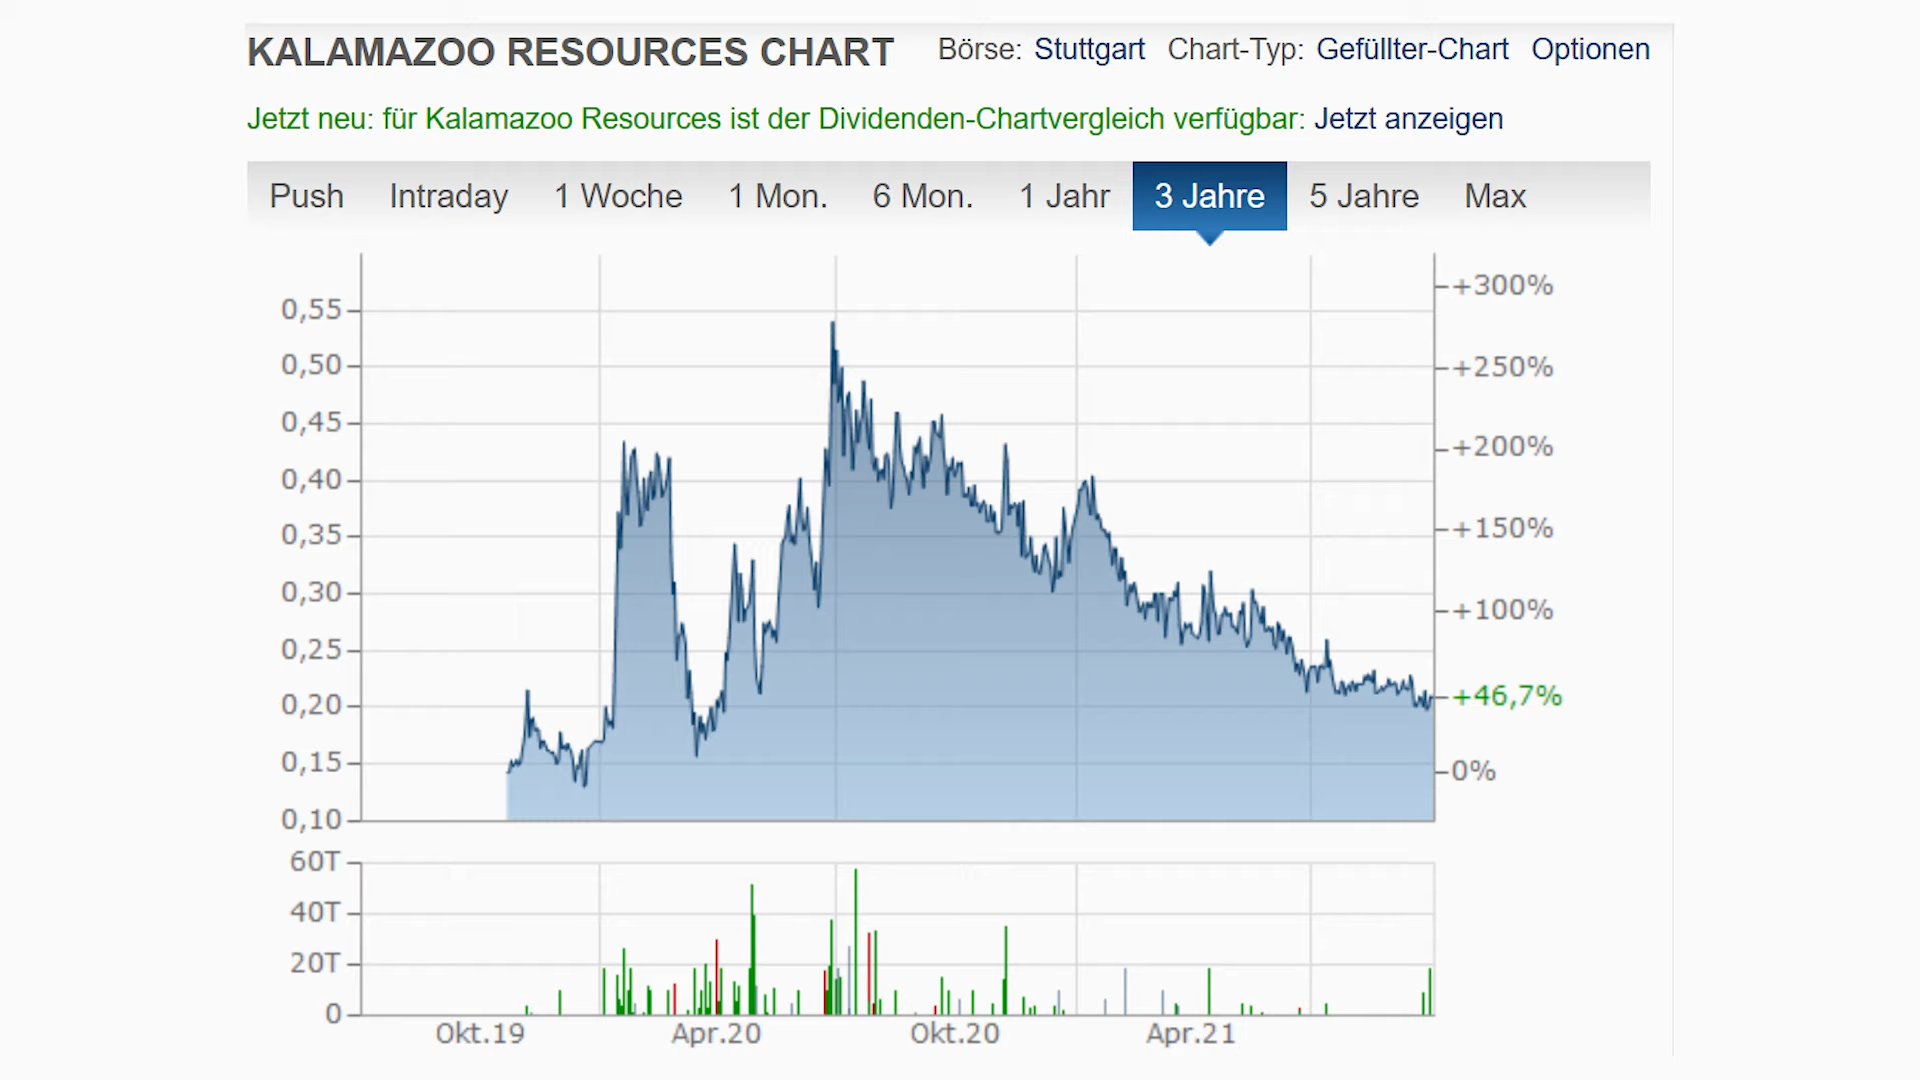 KALAMAZOO RESOURCES CHART Börse: Stuttgart Chart-Typ: Gefüllter-Chart Optionen
Jetzt neu: für Kalamazoo Resources ist der Dividenden-Chartvergleich verfügbar: Jetzt anzeigen
Push Intraday 1 Woche 1 Mon. 6 Mon. 1 Jahr 3 Jahre 5 Jahre Max
+300%
0,55
0,50 +250%
0,45
+200%
0,40
0,35 +150%
0,30
+100%
0,25
0,20 +46,7%
0,15 0%
0,10
60T
40T
20T
0
Okt.19 Apr.20 Okt.20 Apr.21